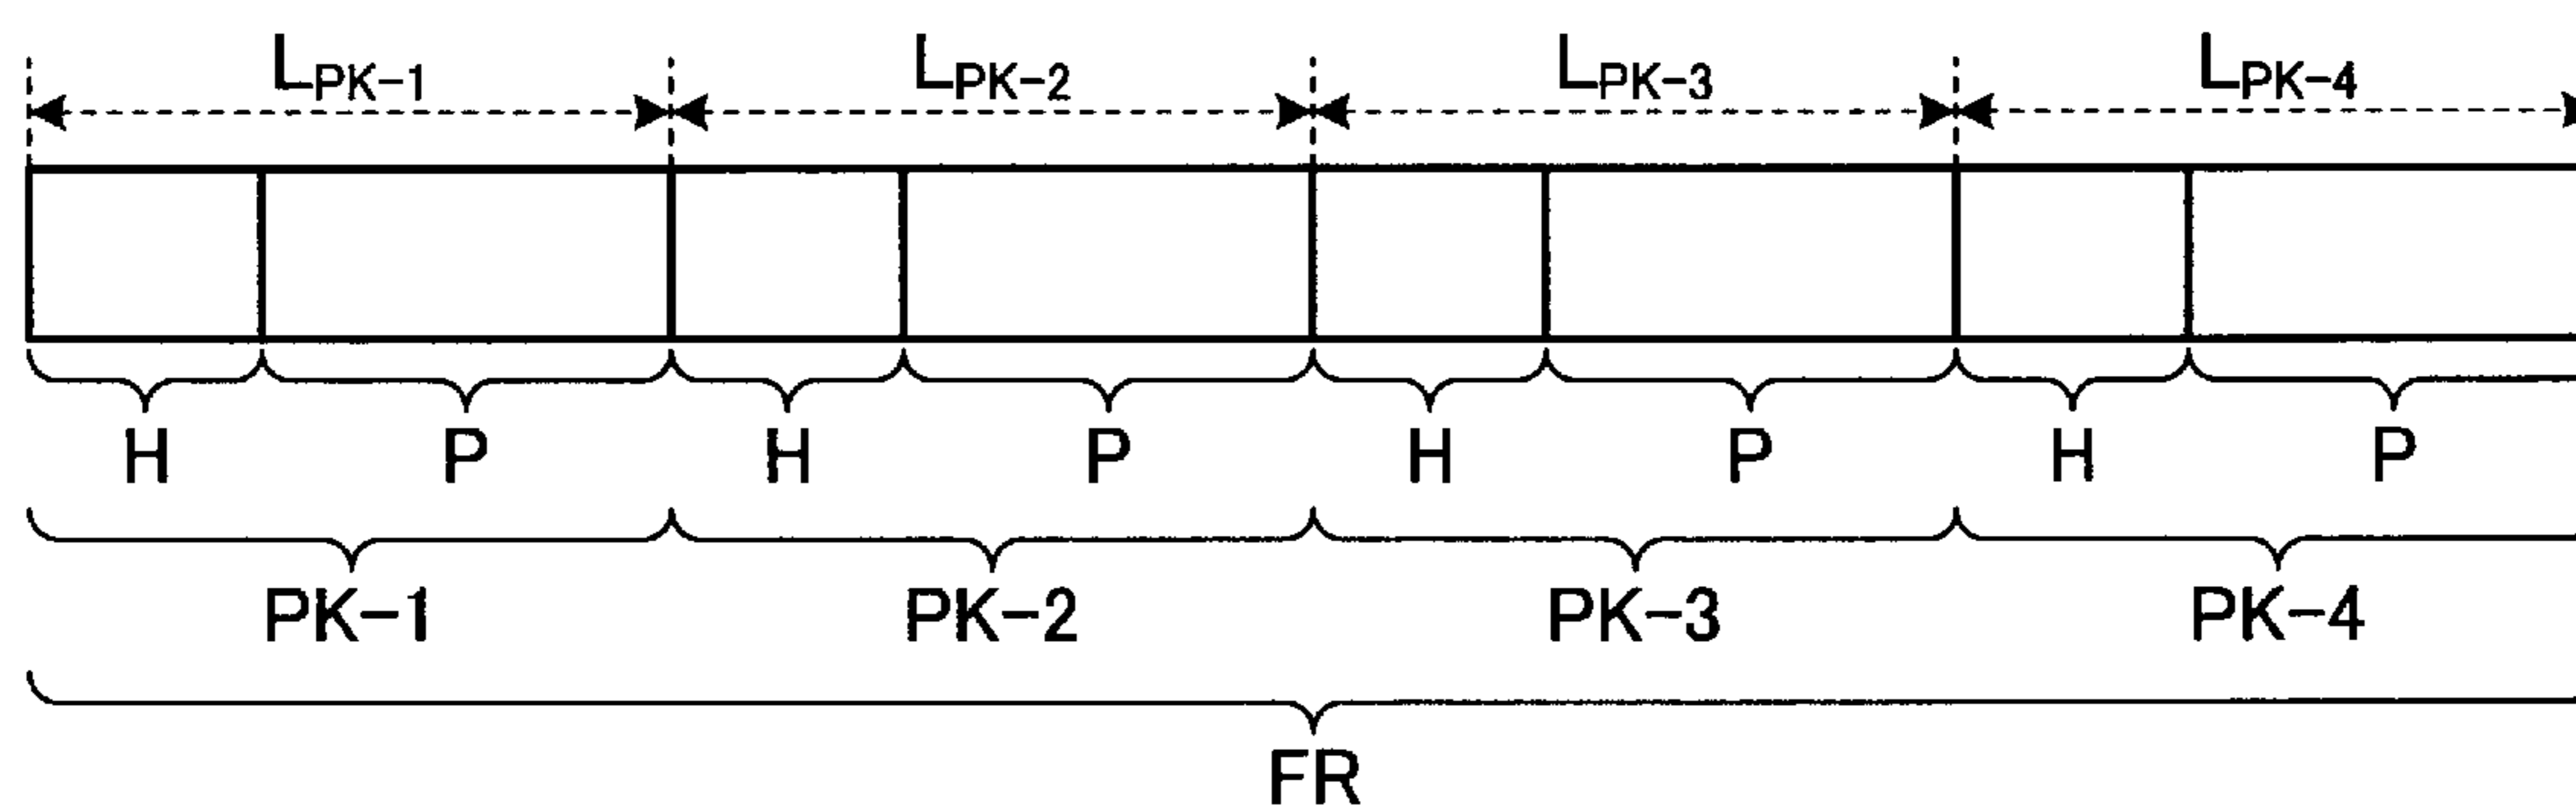 LPK-1 LPK-2 LPK-3 LPK-4
H P H P H P H P
PK-1 PK-2 PK-3 PK-4
FR